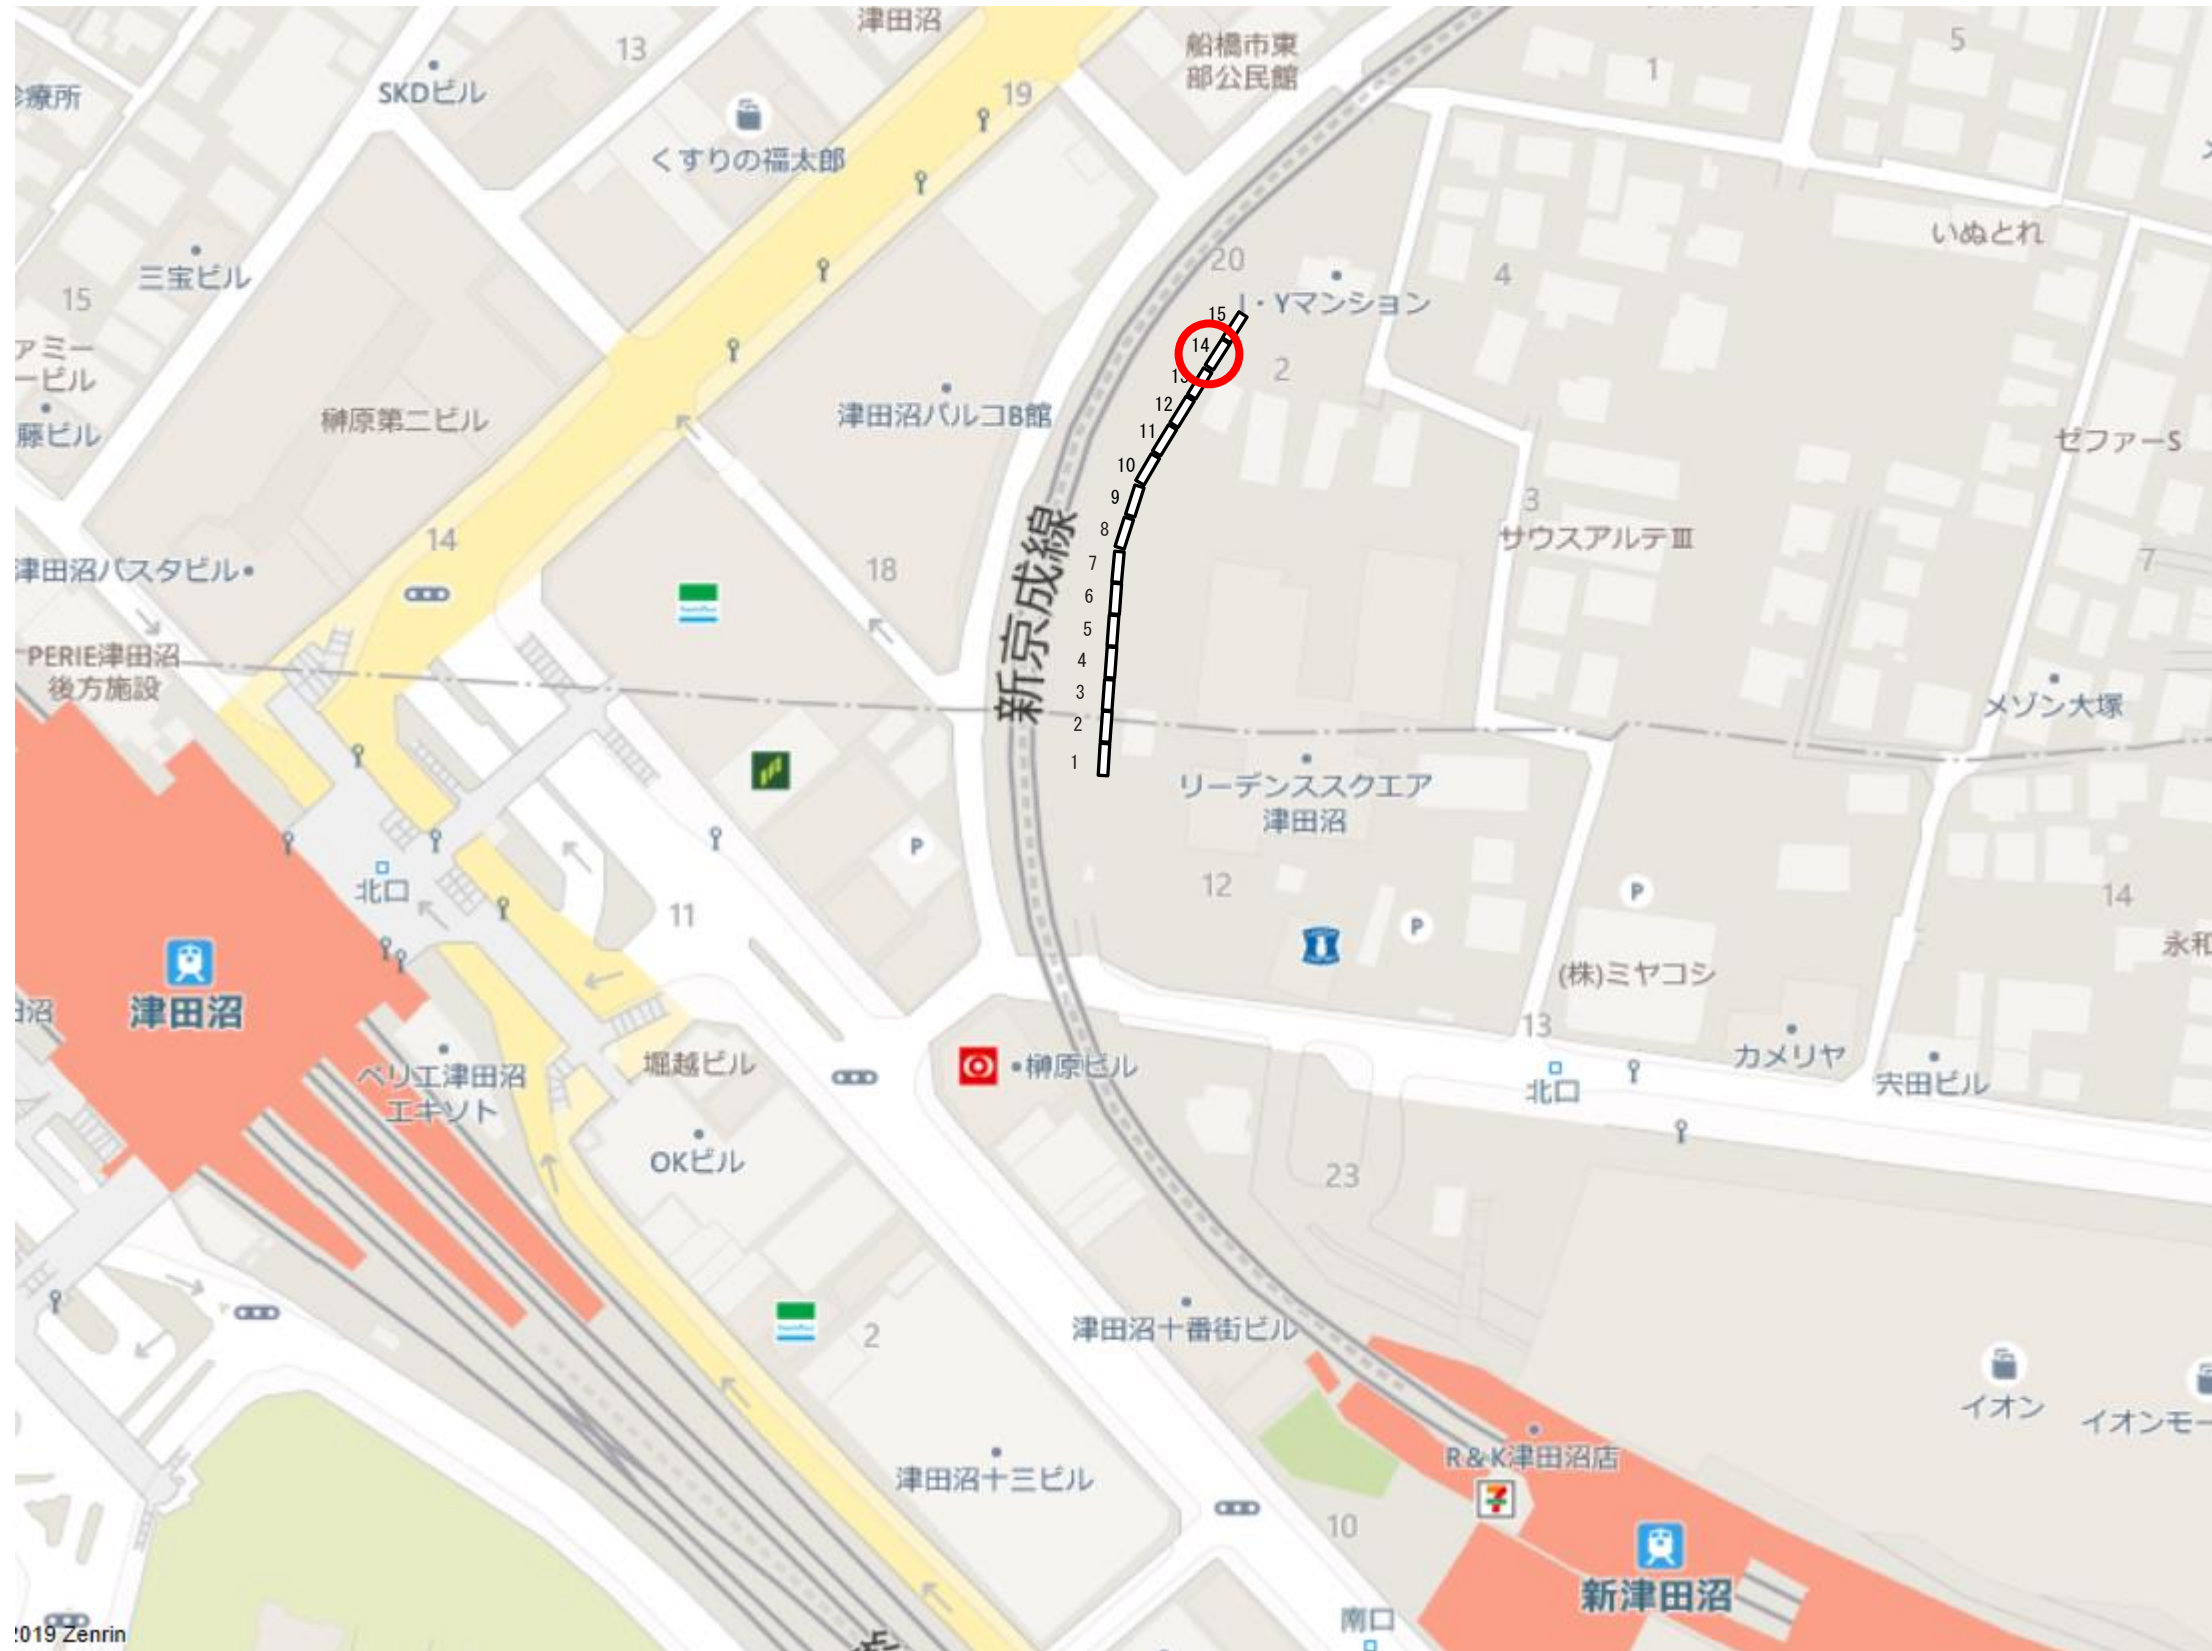 津田沼
13
SKDビル
療所
19
船橋市東
部公民館
1
5
くすりの福太郎
三宝ビル
15
いぬとれ
20
4
I・Yマンション
15
14
2
ァミー
ービル
藤ビル
榊原第二ビル
津田沼パルコB館
12
11
10
9
8
7
6
5
4
3
2
1
ゼファーS
3
サウスアルテⅢ
14
津田沼パスタビル
18
7
新京成線
PERIE津田沼
後方施設
メゾン大塚
リーデンススクエア
津田沼
P
12
P
P
14
北口
11
永和
(株)ミヤコシ
津田沼
沼
13
カメリヤ
堀越ビル
榊原ビル
ペリエ津田沼
エキソト
北口
宍田ビル
OKビル
23
2
津田沼十番街ビル
イオン
イオンモー
R&K津田沼店
津田沼十三ビル
7
10
新津田沼
南口
2019 Zenrin